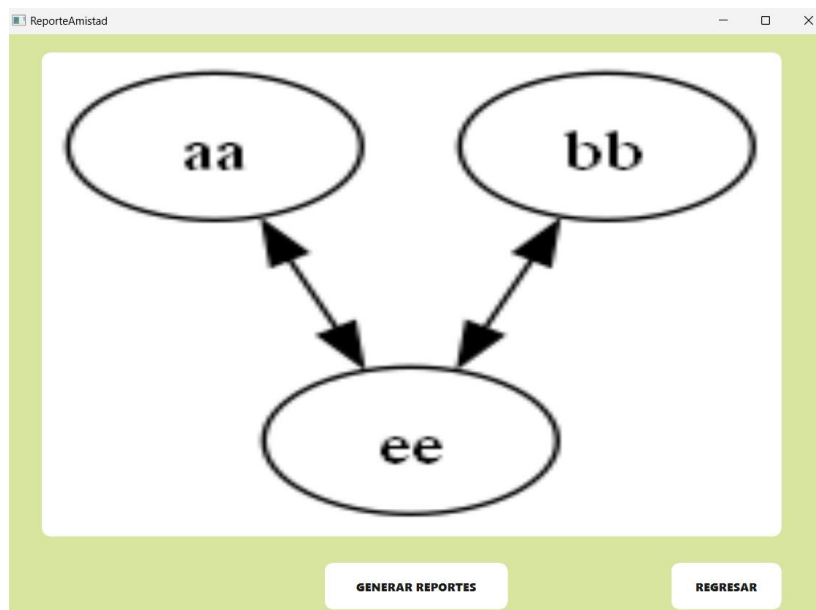 ReporteAmistad
aa
bb
ee
GENERAR REPORTES
REGRESAR